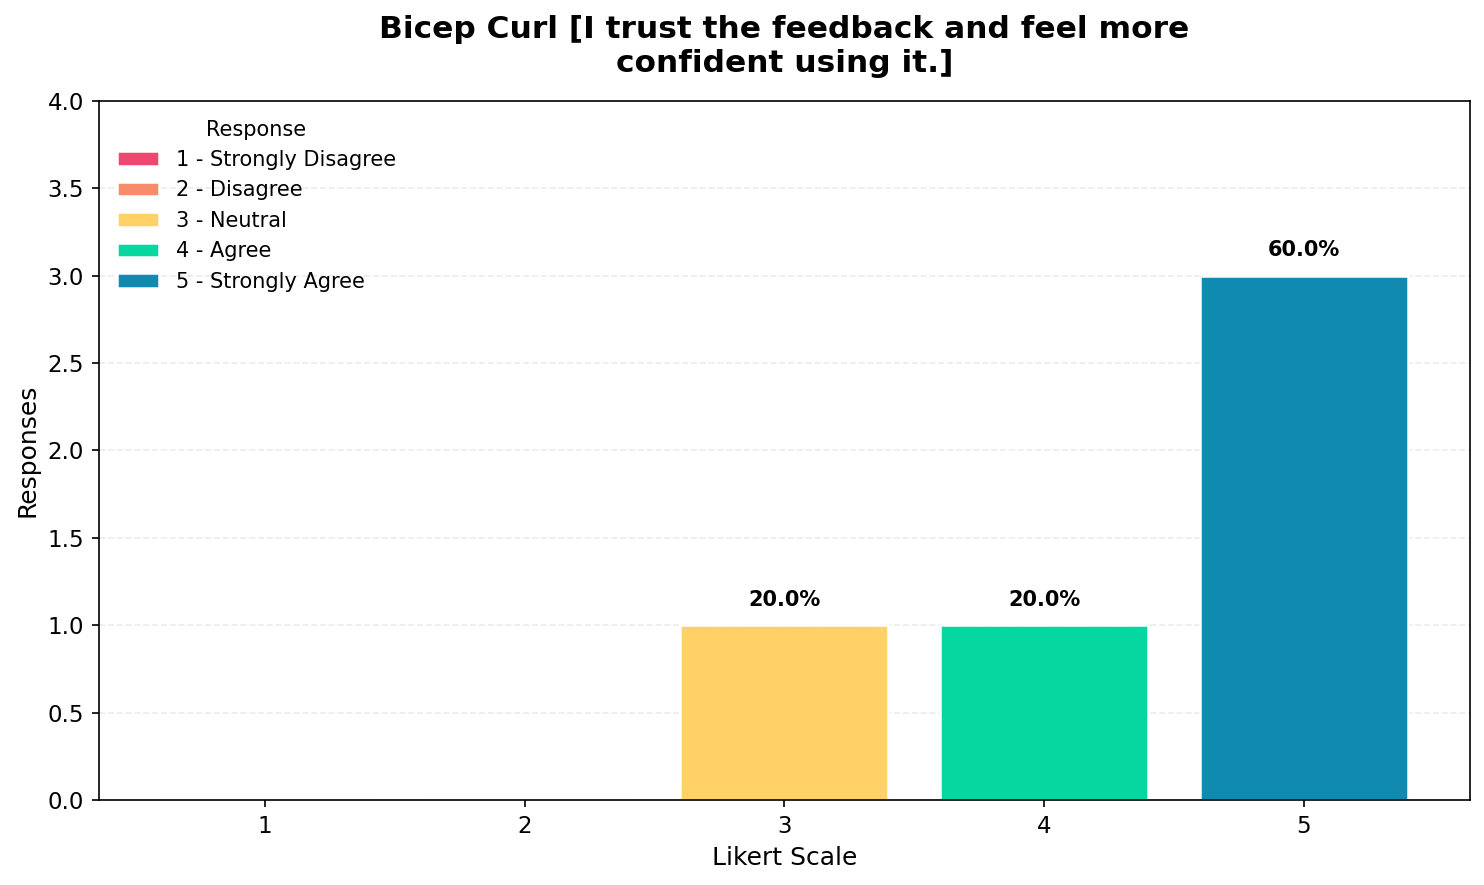 Bicep Curl [I trust the feedback and feel more
confident using it.]
4.0
3.5
3.0
2.5
2.0
1.5
1.0
0.5
0.0
Responses
Response
1 - Strongly Disagree
2 - Disagree
3 - Neutral
4 - Agree
5 - Strongly Agree
20.0%
20.0%
60.0%
1
2
3
4
5
Likert Scale